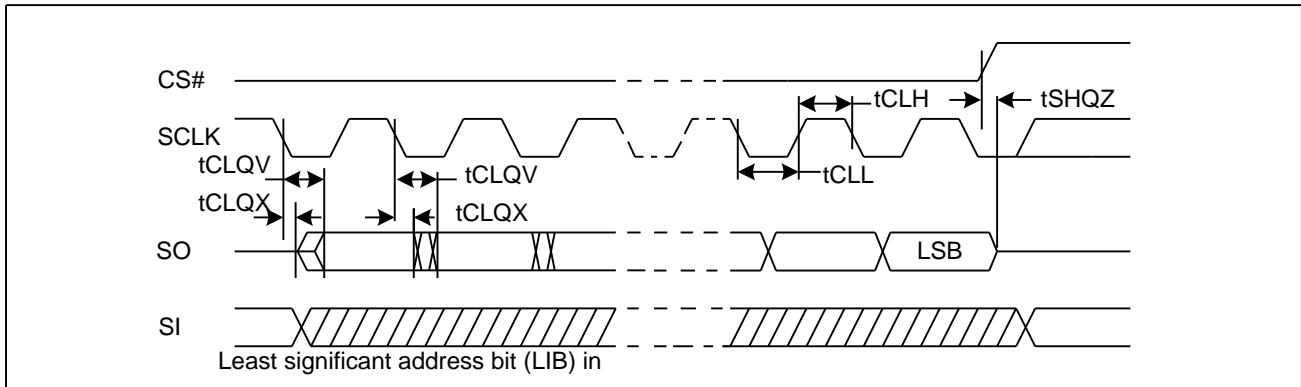 CS#
tCLH
tSHQZ
SCLK
tCLQV
tCLQV
tCLL
tCLQX
tCLQX
SO
LSB
SI
Least significant address bit (LIB) in